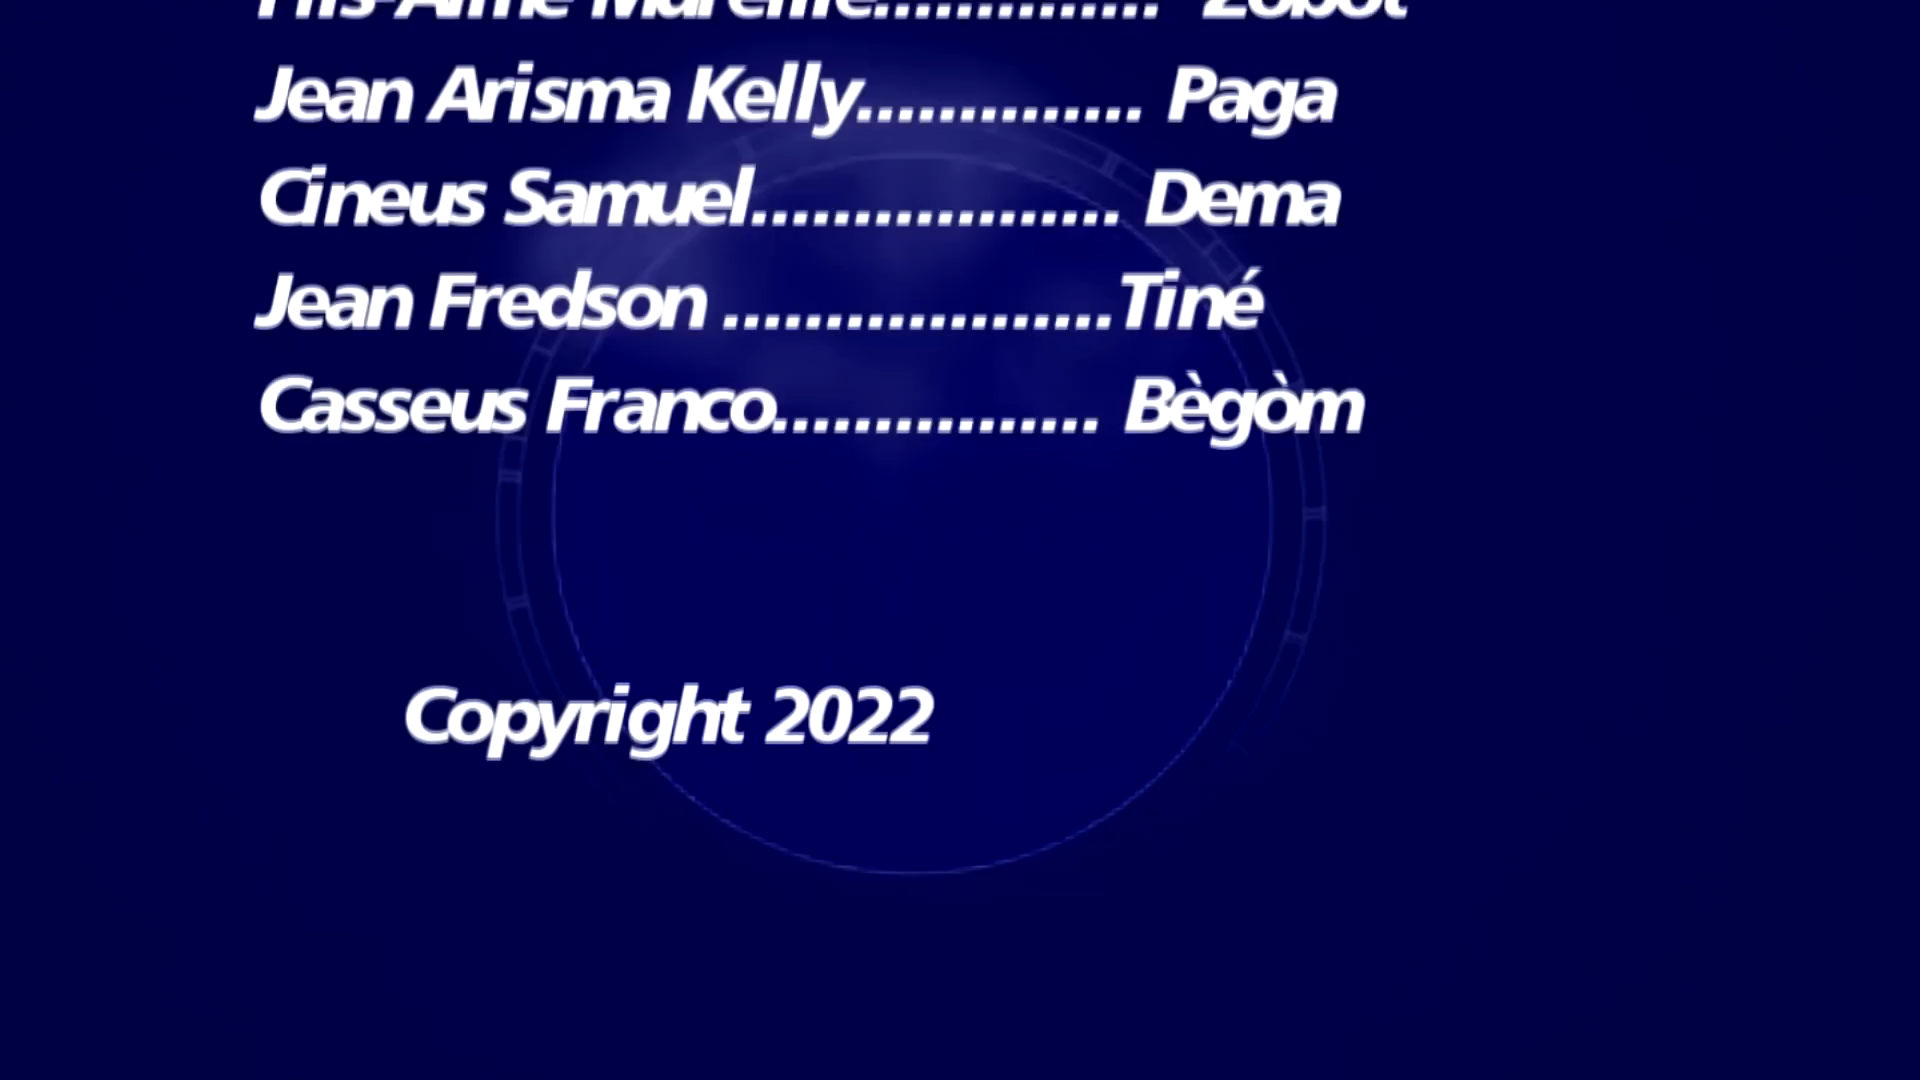 Jean Arisma Kelly.............. Paga
Cineus Samuel.................. Dema
Jean Fredson ...................Tiné
Casseus Franco................ Bègòm
Copyright 2022